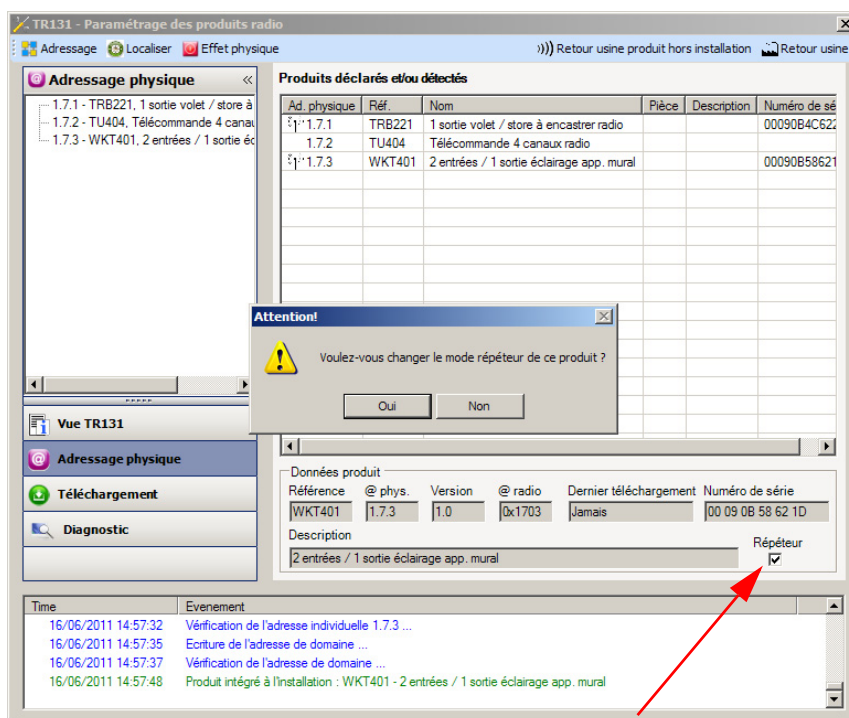 TR131 - Paramétrage des produits radio
Adressage Localiser Effet physique Retour usine produit hors installation Retour usine
Adressage physique
1.7.1 - TRB221, 1 sortie volet / store à
1.7.2 - TU404, Télécommande 4 canau
1.7.3 - WKT401, 2 entrées / 1 sortie éc
Produits déclarés et/ou détectés
Ad. physique Réf. Nom Pièce Description Numéro de sé
1.7.1 TRB221 1 sortie volet / store à encastrer radio 00090B4C622
1.7.2 TU404 Télécommande 4 canaux radio
1.7.3 WKT401 2 entrées / 1 sortie éclairage app. mural 00090B58621
Attention!
Voulez-vous changer le mode répéteur de ce produit ?
Oui Non
Vue TR131
Adressage physique
Téléchargement
Diagnostic
Données produit
Référence @ phys. Version @ radio Dernier téléchargement Numéro de série
WKT401 1.7.3 1.0 0x1703 Jamais 00 09 0B 58 62 1D
Description
Répéteur
2 entrées / 1 sortie éclairage app. mural
Time Evenement
16/06/2011 14:57:32 Vérification de l'adresse individuelle 1.7.3 ...
16/06/2011 14:57:35 Ecriture de l'adresse de domaine ...
16/06/2011 14:57:37 Vérification de l'adresse de domaine ...
16/06/2011 14:57:48 Produit intégré à l'installation : WKT401 - 2 entrées / 1 sortie éclairage app. mural